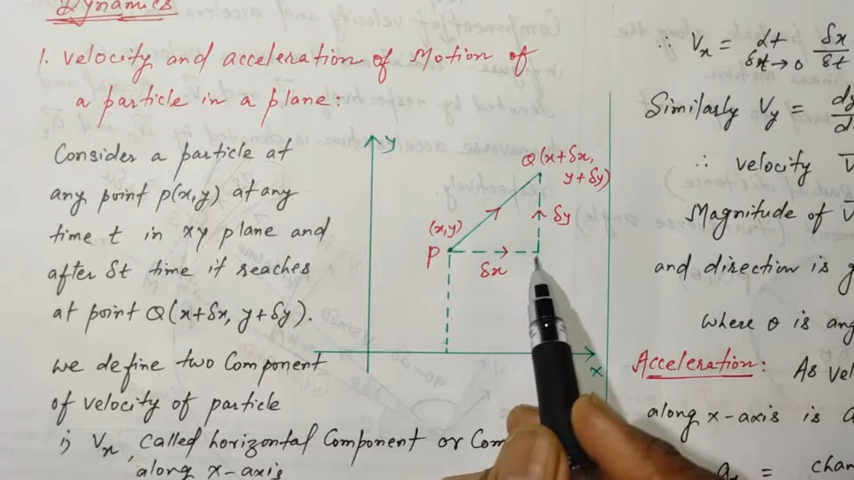 Dynamics
1. Velocity and acceleration of Motion of
a particle in a plane:
Consider a particle at
any point P(x,y) at any
time t in xy plane and
after δt time it reaches
at point Q(x+δx, y+δy).
we define two Component
of velocity of particle
i) Vx, called horizontal Component or Com
along x-axis
y
Q(x+δx,
y+δy)
(x,y)
P
δy
δx
x
∴ Vx = Lt δx
δt→0 δt
Similarly Vy = dy
∴ velocity
Magnitude of V
and direction is g
where θ is ang
Acceleration: As vel
along x-axis is a
ax = chan